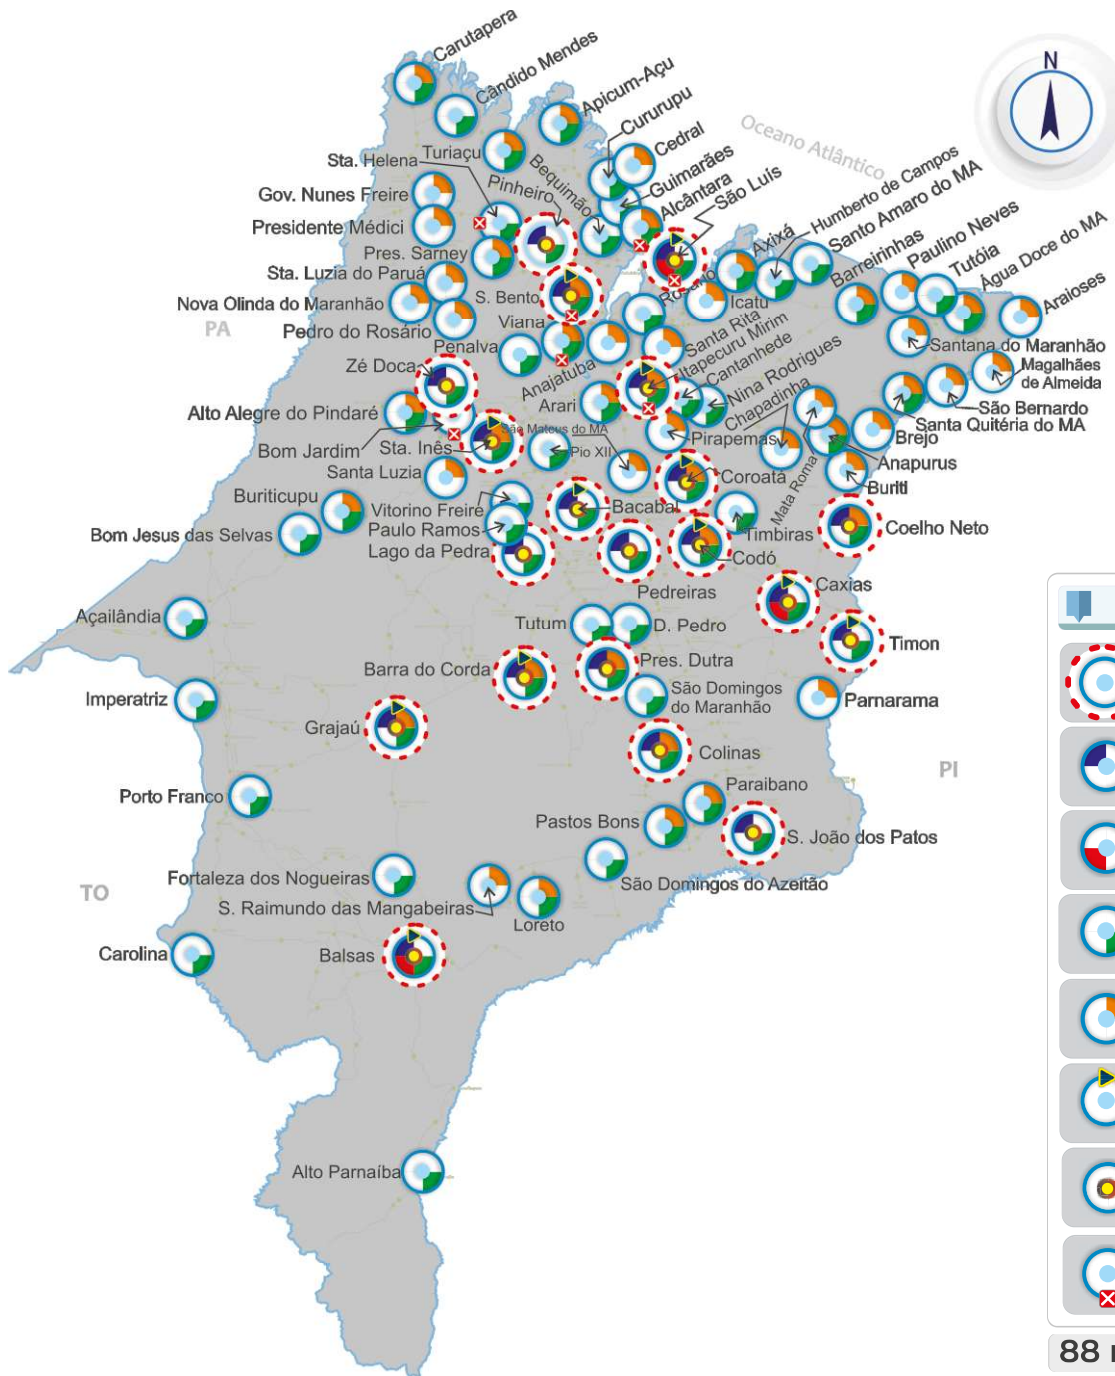 Carutapera
Cândido Mendes
Apicum-Açu
Cururupu
Cedral
Guimarães
Alcântara
São Luís
N
Oceano Atlântico
Sta. Helena
Turiaçu
Bequimão
Pinheiro
Gov. Nunes Freire
Presidente Médici
Pres. Sarney
Sta. Luzia do Paruá
Nova Olinda do Maranhão
Pedro do Rosário
S. Bento
Viana
Penalva
Axixá
Humberto de Campos
Santo Amaro do MA
Barreirinhas
Paulino Neves
Tutóia
Água Doce do MA
Araioses
Rosário
Icatu
Santa Rita
Itapecuru Mirim
Cantanhede
Nina Rodrigues
Chapadinha
Santana do Maranhão
Magalhães
de Almeida
São Bernardo
Santa Quitéria do MA
Brejo
Anapurus
Buriti
Mata Roma
PA
Zé Doca
Anajatuba
Arari
Alto Alegre do Pindaré
Bom Jardim
Sta. Inês
São Mateus do MA
Pio XII
Pirapemas
Santa Luzia
Coroatá
Buriticupu
Vitorino Freire
Bacabal
Timbiras
Coelho Neto
Bom Jesus das Selvas
Paulo Ramos
Lago da Pedra
Codó
Pedreiras
Caxias
Açailândia
Tutum
D. Pedro
Timon
Barra do Corda
Pres. Dutra
Imperatriz
São Domingos
do Maranhão
Parnarama
Grajaú
Colinas
PI
Porto Franco
Paraibano
Pastos Bons
S. João dos Patos
TO
Fortaleza dos Nogueiras
São Domingos do Azeitão
S. Raimundo das Mangabeiras
Loreto
Carolina
Balsas
Alto Parnaíba
88